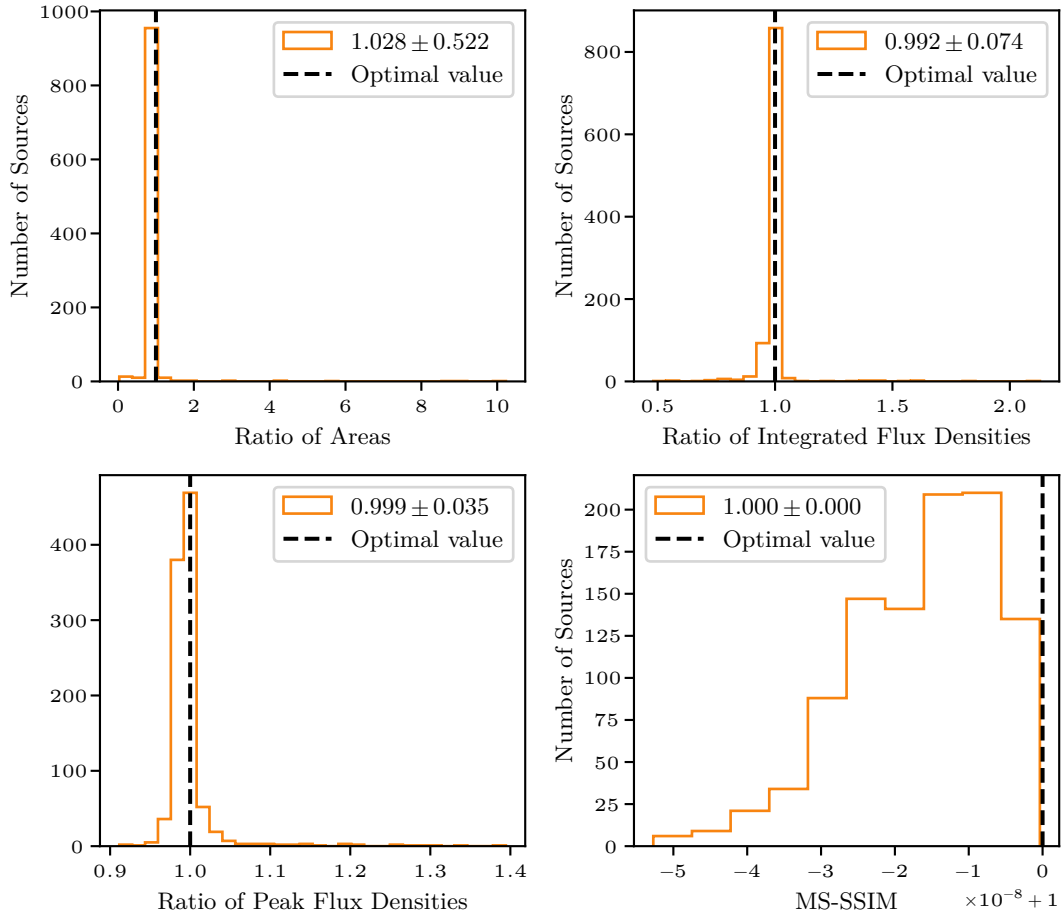 1000
800
600
400
200
0
Number of Sources
1.028 ± 0.522
Optimal value
0 2 4 6 8 10
Ratio of Areas
800
600
400
200
0
Number of Sources
0.992 ± 0.074
Optimal value
0.5 1.0 1.5 2.0
Ratio of Integrated Flux Densities
400
300
200
100
0
Number of Sources
0.999 ± 0.035
Optimal value
0.9 1.0 1.1 1.2 1.3 1.4
Ratio of Peak Flux Densities
200
175
150
125
100
75
50
25
0
Number of Sources
1.000 ± 0.000
Optimal value
−5 −4 −3 −2 −1 0
MS-SSIM
×10⁻⁸ + 1